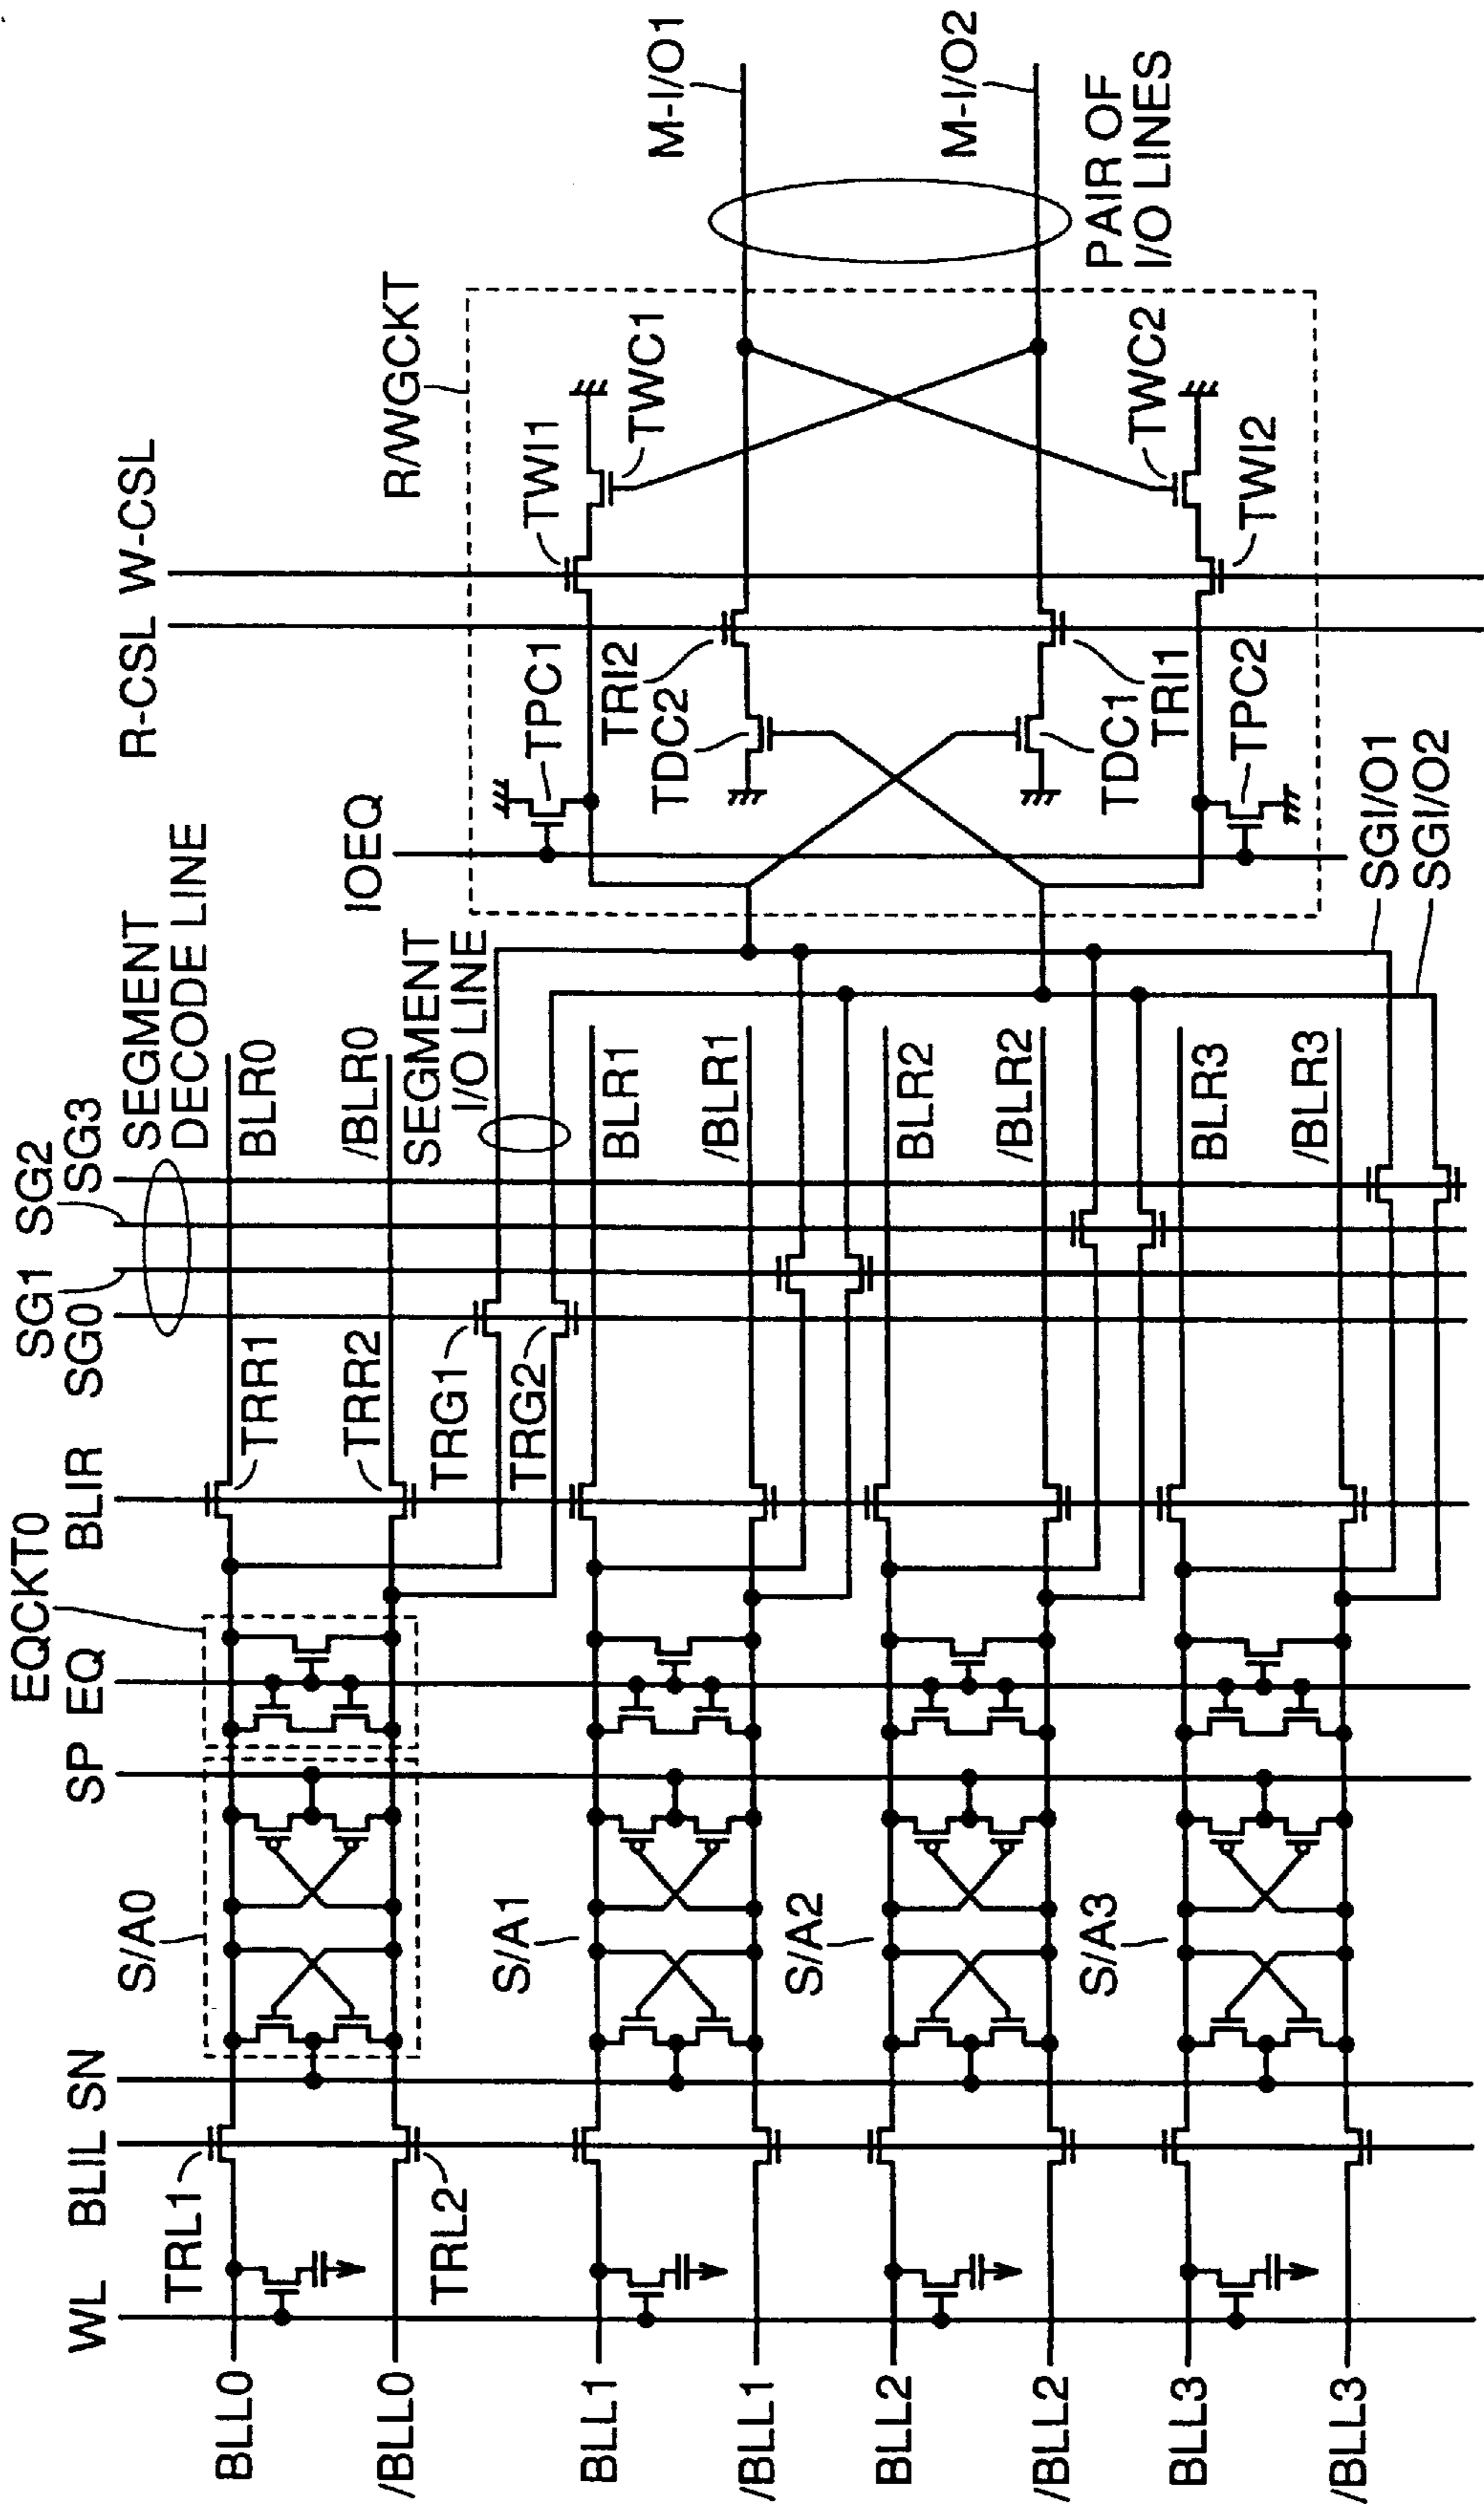 WL
BLIL
SN
SP
EQ
EQCKT0
BLIR
SG0
SG1
SG2
SG3
SEGMENT
DECODE LINE
IOEQ
R-CSL
W-CSL
R/WGCKT
TRL1
TRL2
S/A0
TRR1
TRR2
BLR0
/BLR0
SEGMENT
I/O LINE
TRG1
TRG2
BLL0
/BLL0
BLL1
/BLL1
BLL2
/BLL2
BLL3
/BLL3
S/A1
S/A2
S/A3
BLR1
/BLR1
BLR2
/BLR2
BLR3
/BLR3
TPC1
TWI1
TWC1
TRI2
TDC2
TDC1
TRI1
TPC2
TWI2
TWC2
SGI/O1
SGI/O2
M-I/O1
M-I/O2
PAIR OF
I/O LINES